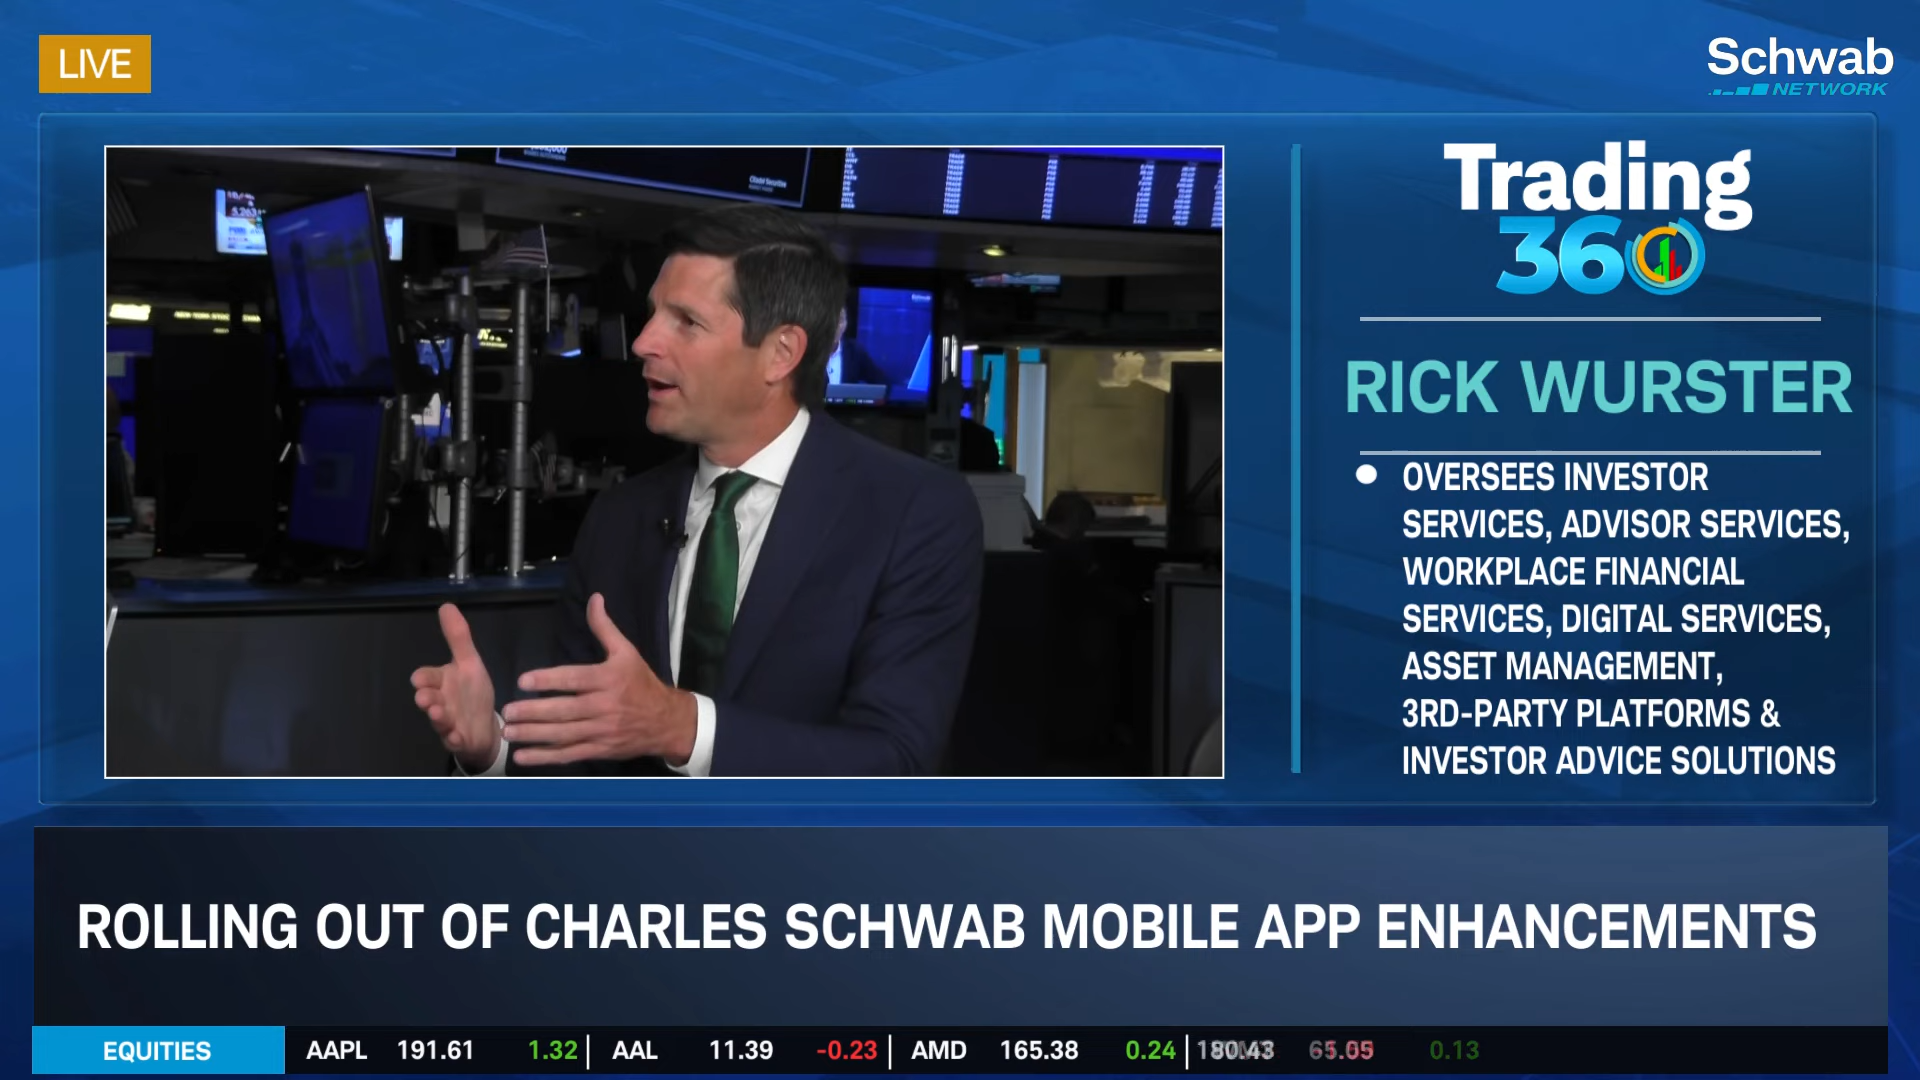 LIVE
Schwab
NETWORK
Trading
360
RICK WURSTER
OVERSEES INVESTOR
SERVICES, ADVISOR SERVICES,
WORKPLACE FINANCIAL
SERVICES, DIGITAL SERVICES,
ASSET MANAGEMENT,
3RD-PARTY PLATFORMS &
INVESTOR ADVICE SOLUTIONS
Citadel Securities
ROLLING OUT OF CHARLES SCHWAB MOBILE APP ENHANCEMENTS
EQUITIES AAPL 191.61 1.32 AAL 11.39 -0.23 AMD 165.38 0.24 0.13